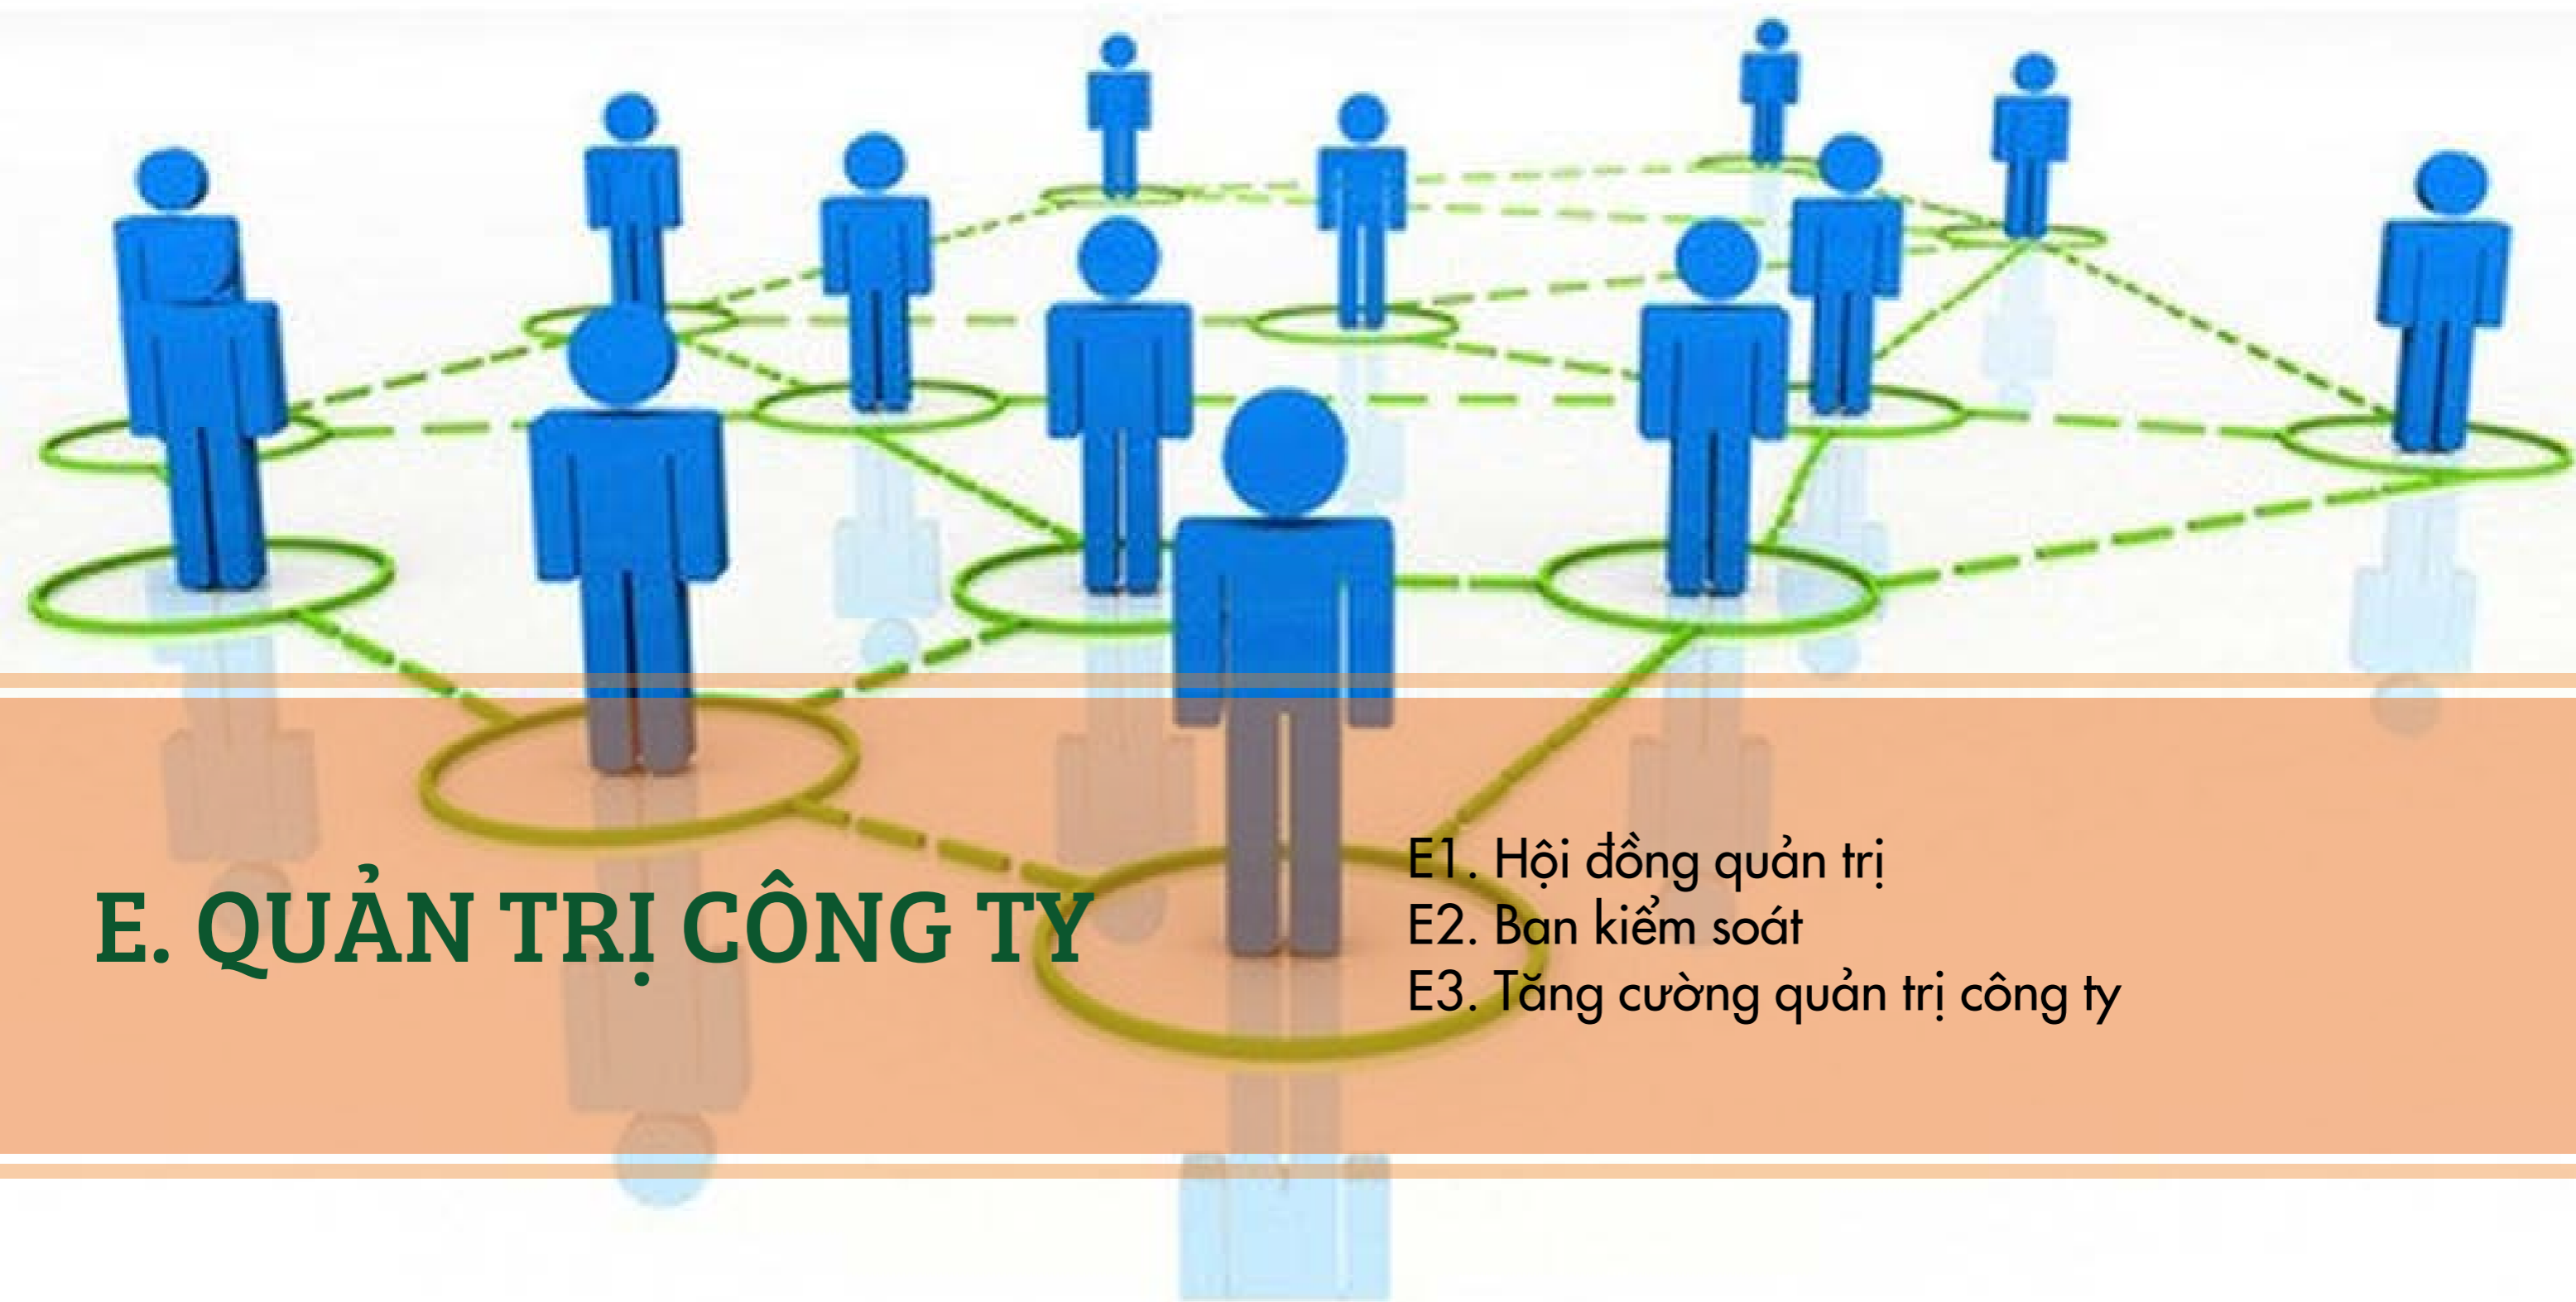 E. QUẢN TRỊ CÔNG TY
E1. Hội đồng quản trị
E2. Ban kiểm soát
E3. Tăng cường quản trị công ty